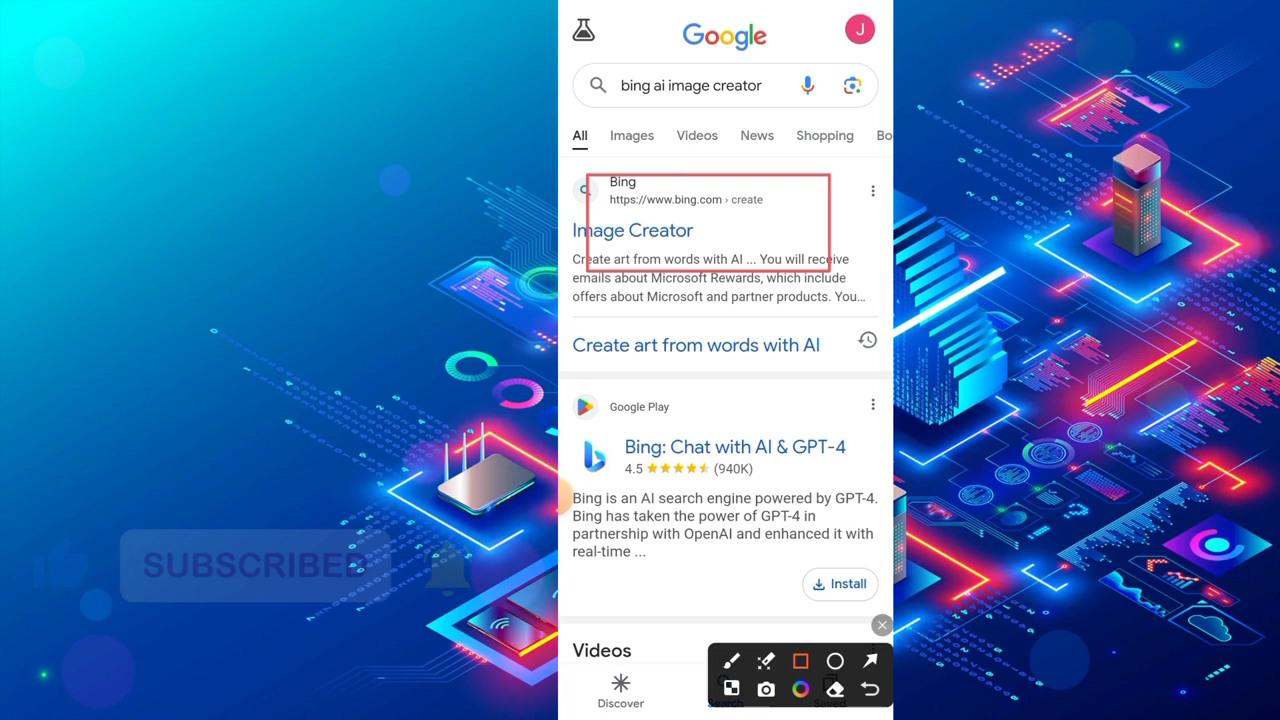 Google
J
bing ai image creator
All Images Videos News Shopping Bo
Bing
https://www.bing.com › create
Image Creator
Create art from words with AI ... You will receive
emails about Microsoft Rewards, which include
offers about Microsoft and partner products. You...
Create art from words with AI
Google Play
Bing: Chat with AI & GPT-4
4.5 (940K)
Bing is an AI search engine powered by GPT-4.
Bing has taken the power of GPT-4 in
partnership with OpenAI and enhanced it with
real-time ...
Install
SUBSCRIBED
Videos
Discover Search Saved